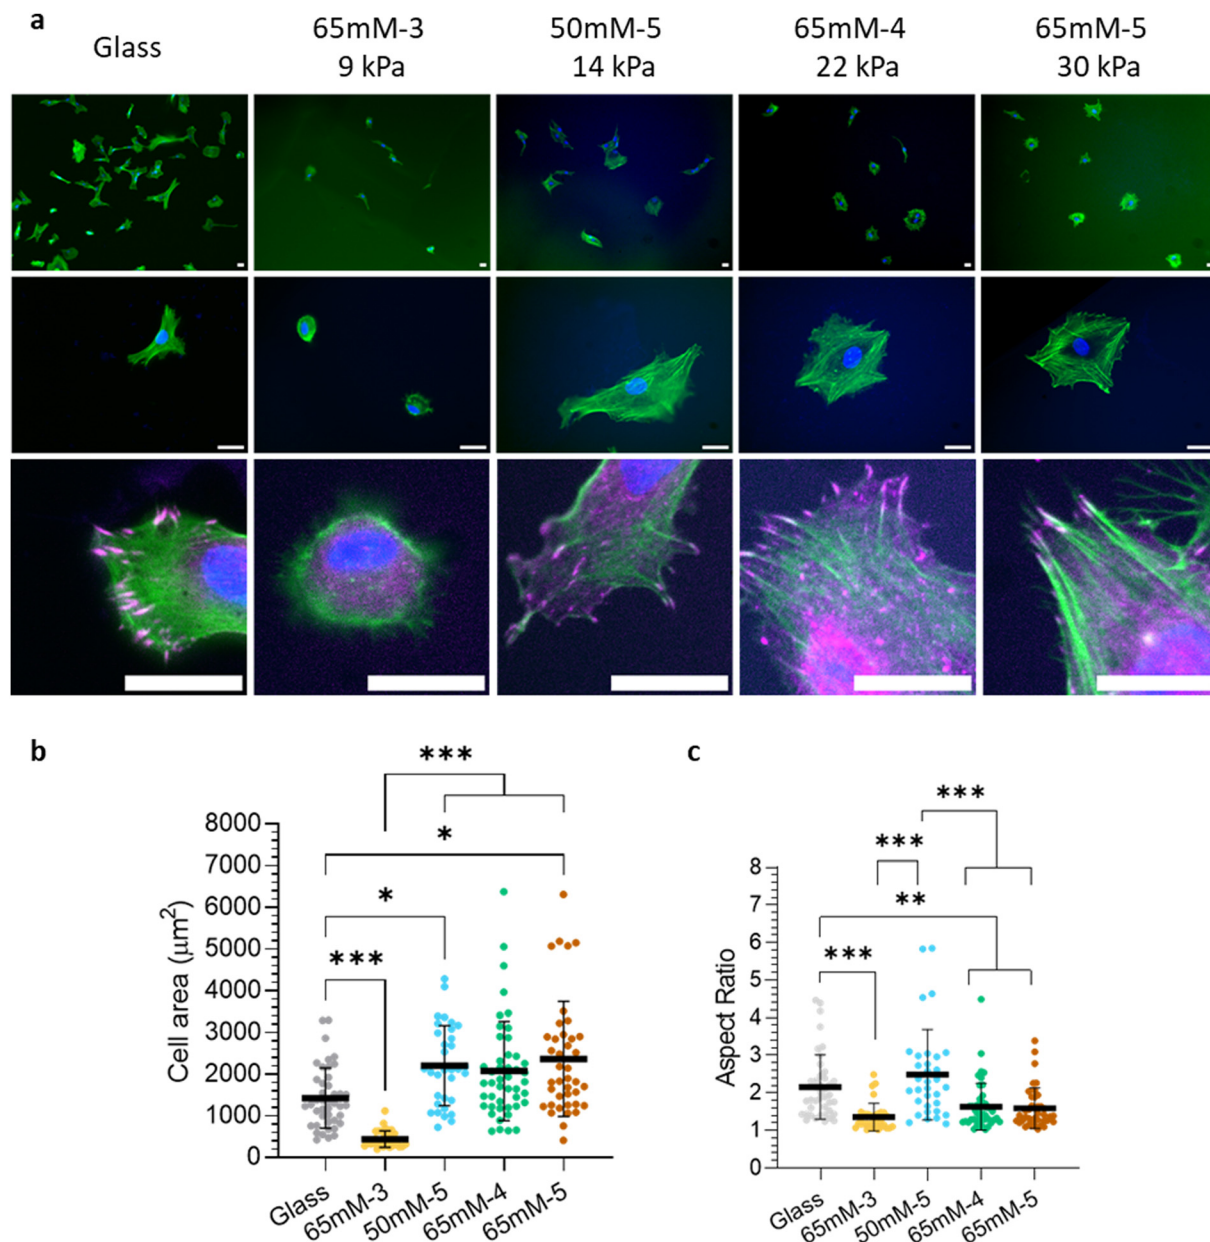 a
Glass
65mM-3
9 kPa
50mM-5
14 kPa
65mM-4
22 kPa
65mM-5
30 kPa
b
***
*
*
***
8000
7000
6000
5000
4000
3000
2000
1000
0
Cell area (μm²)
Glass
65mM-3
50mM-5
65mM-4
65mM-5
c
***
***
**
***
8
7
6
5
4
3
2
1
0
Aspect Ratio
Glass
65mM-3
50mM-5
65mM-4
65mM-5